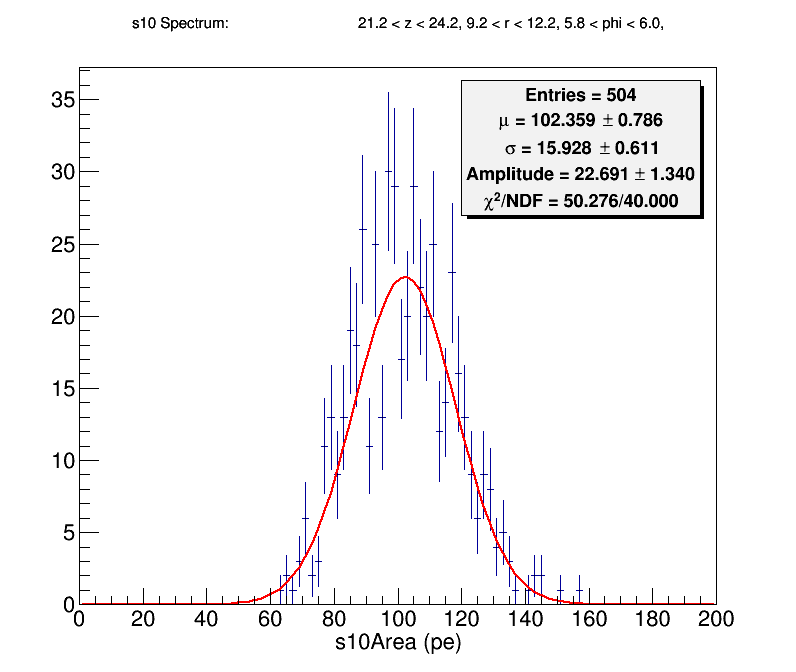 s10 Spectrum: 21.2 < z < 24.2, 9.2 < r < 12.2, 5.8 < phi < 6.0,
Entries = 504
μ = 102.359 ± 0.786
σ = 15.928 ± 0.611
Amplitude = 22.691 ± 1.340
χ²/NDF = 50.276/40.000
35
30
25
20
15
10
5
0
0 20 40 60 80 100 120 140 160 180 200
s10Area (pe)